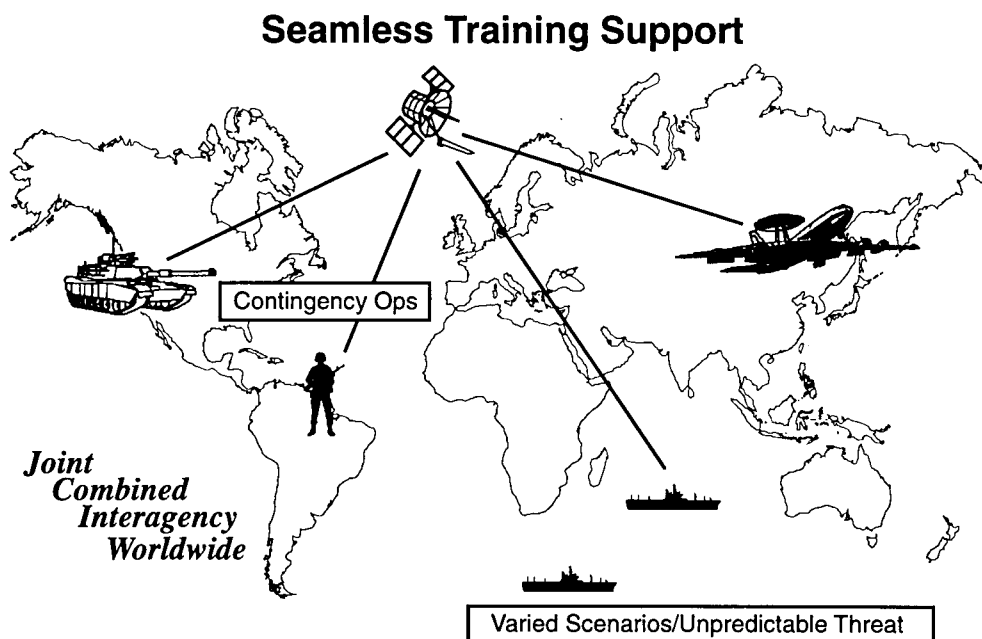 Seamless Training Support
Contingency Ops
Joint
Combined
Interagency
Worldwide
Varied Scenarios/Unpredictable Threat